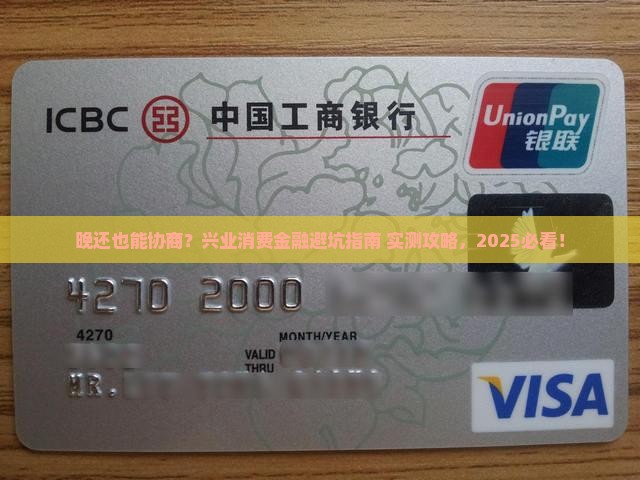 ICBC 中国工商银行
UnionPay
银联
晚还也能协商？兴业消费金融避坑指南 实测攻略，2025必看！
4270 2000
4270
MONTH/YEAR
VALID
THRU
MR.
VISA